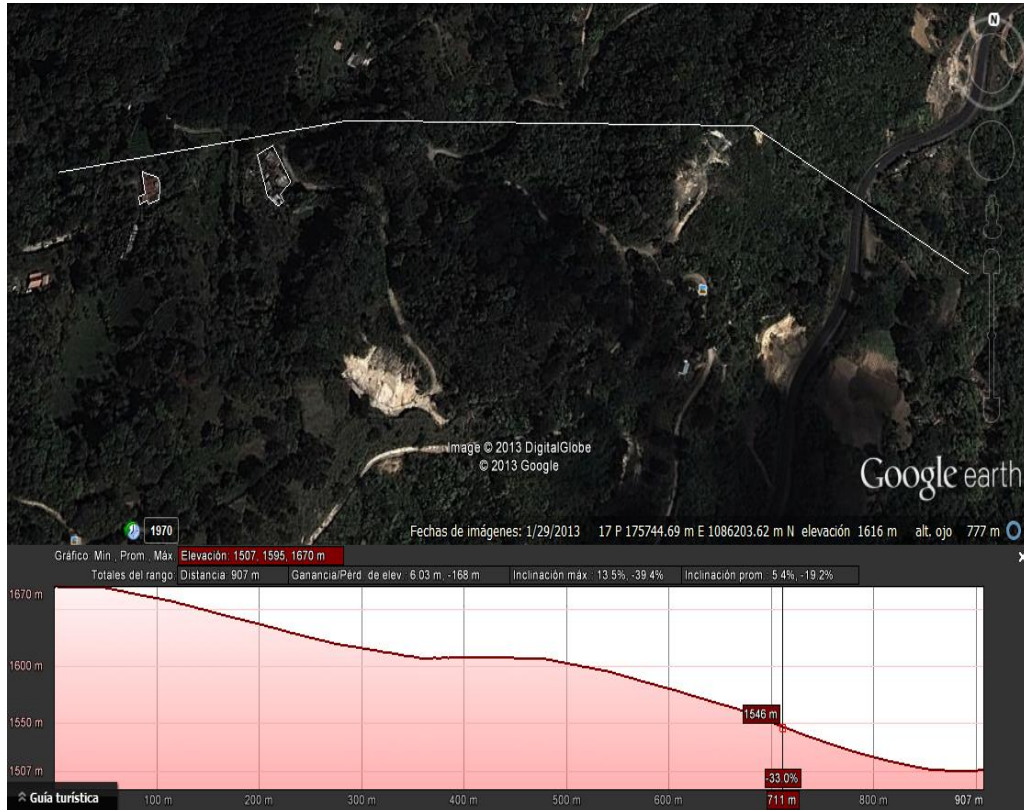 N
Image © 2013 DigitalGlobe
© 2013 Google
Google earth
1970
Fechas de imágenes: 1/29/2013 17 P 175744.69 m E 1086203.62 m N elevación 1616 m alt. ojo 777 m
Gráfico Mín., Prom., Máx. Elevación: 1507, 1595, 1670 m
Totales del rango: Distancia: 907 m Ganancia/Pérd. de elev: 6.03 m, -168 m Inclinación máx.: 13.5%, -39.4% Inclinación prom.: 5.4%, -19.2%
1670 m
1600 m
1550 m
1546 m
1507 m
-33.0%
Guía turística 100 m 200 m 300 m 400 m 500 m 600 m 711 m 800 m 907 m